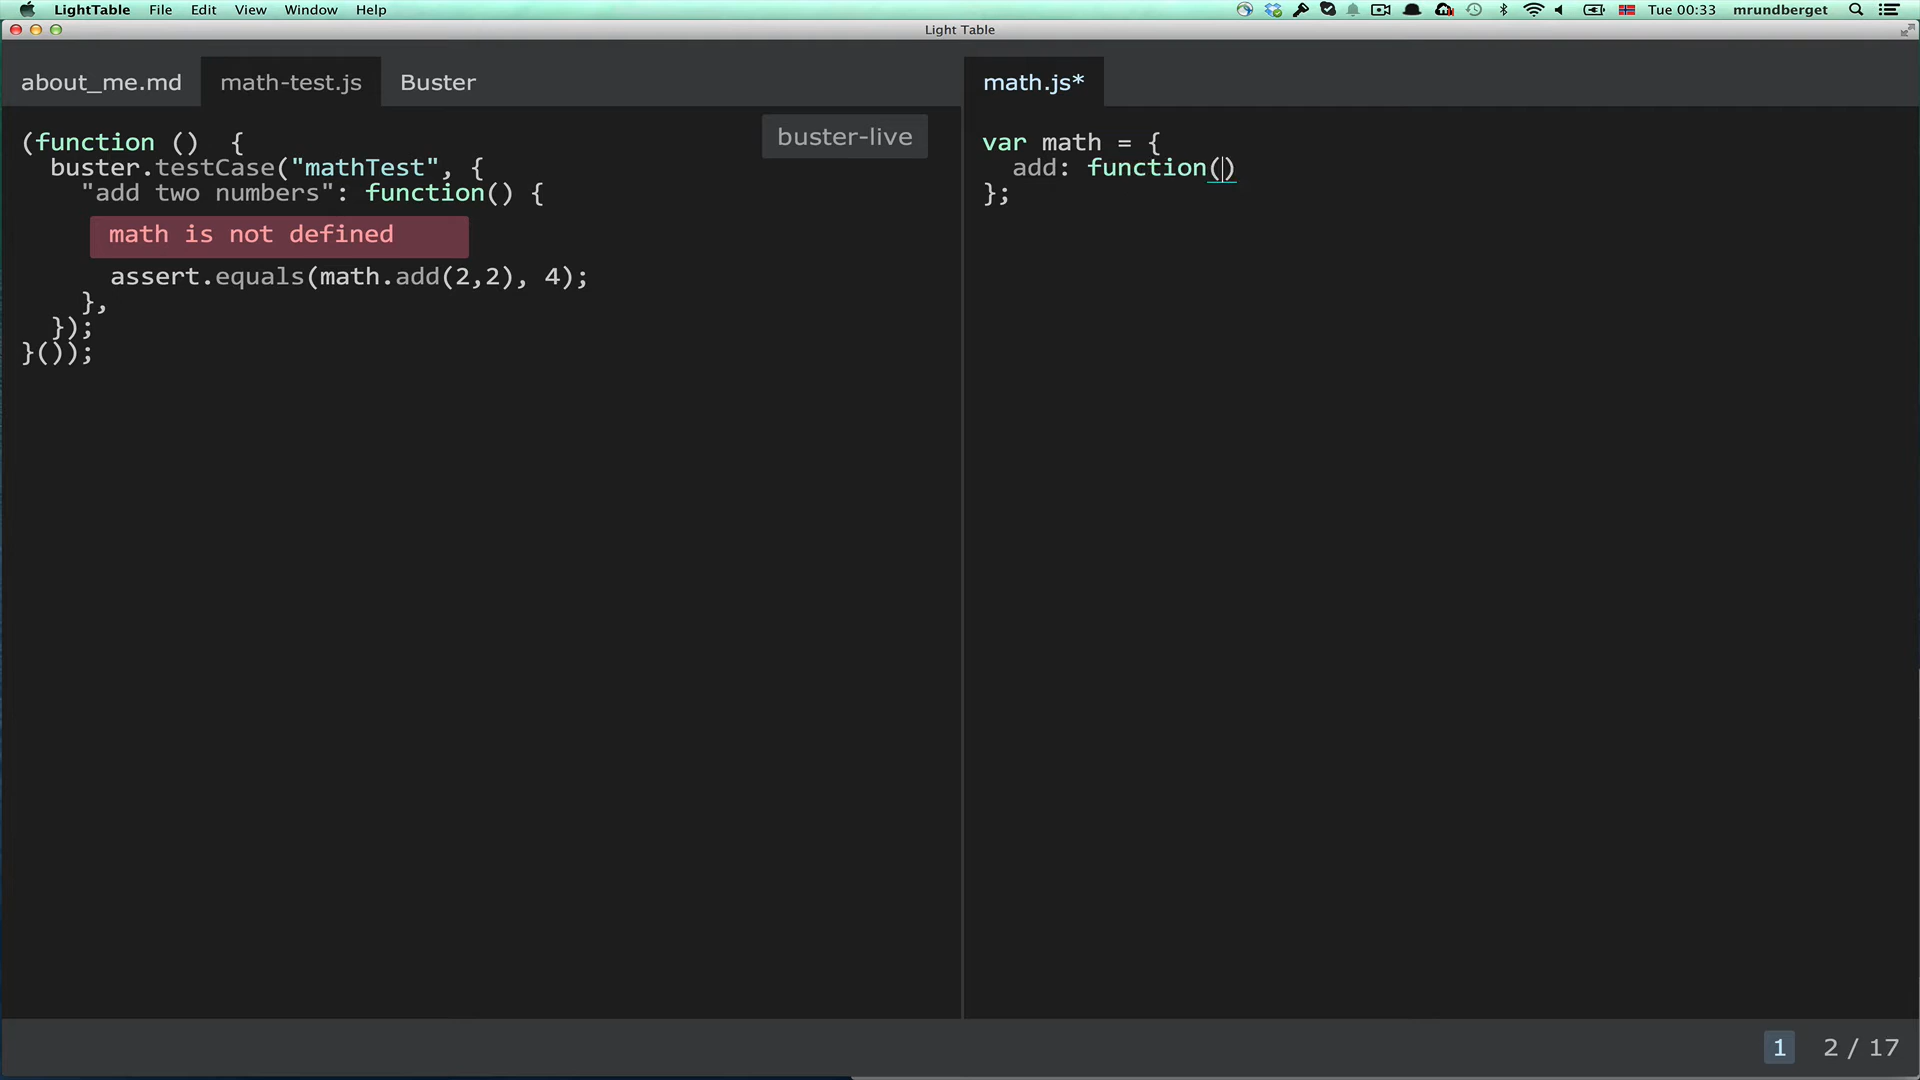 LightTable File Edit View Window Help Tue 00:33 mrundberget
Light Table
about_me.md math-test.js Buster
buster-live
(function ()  {
  buster.testCase("mathTest", {
    "add two numbers": function() {
math is not defined
      assert.equals(math.add(2,2), 4);
    },
  });
}());
math.js*
var math = {
  add: function()
};
1 2 / 17